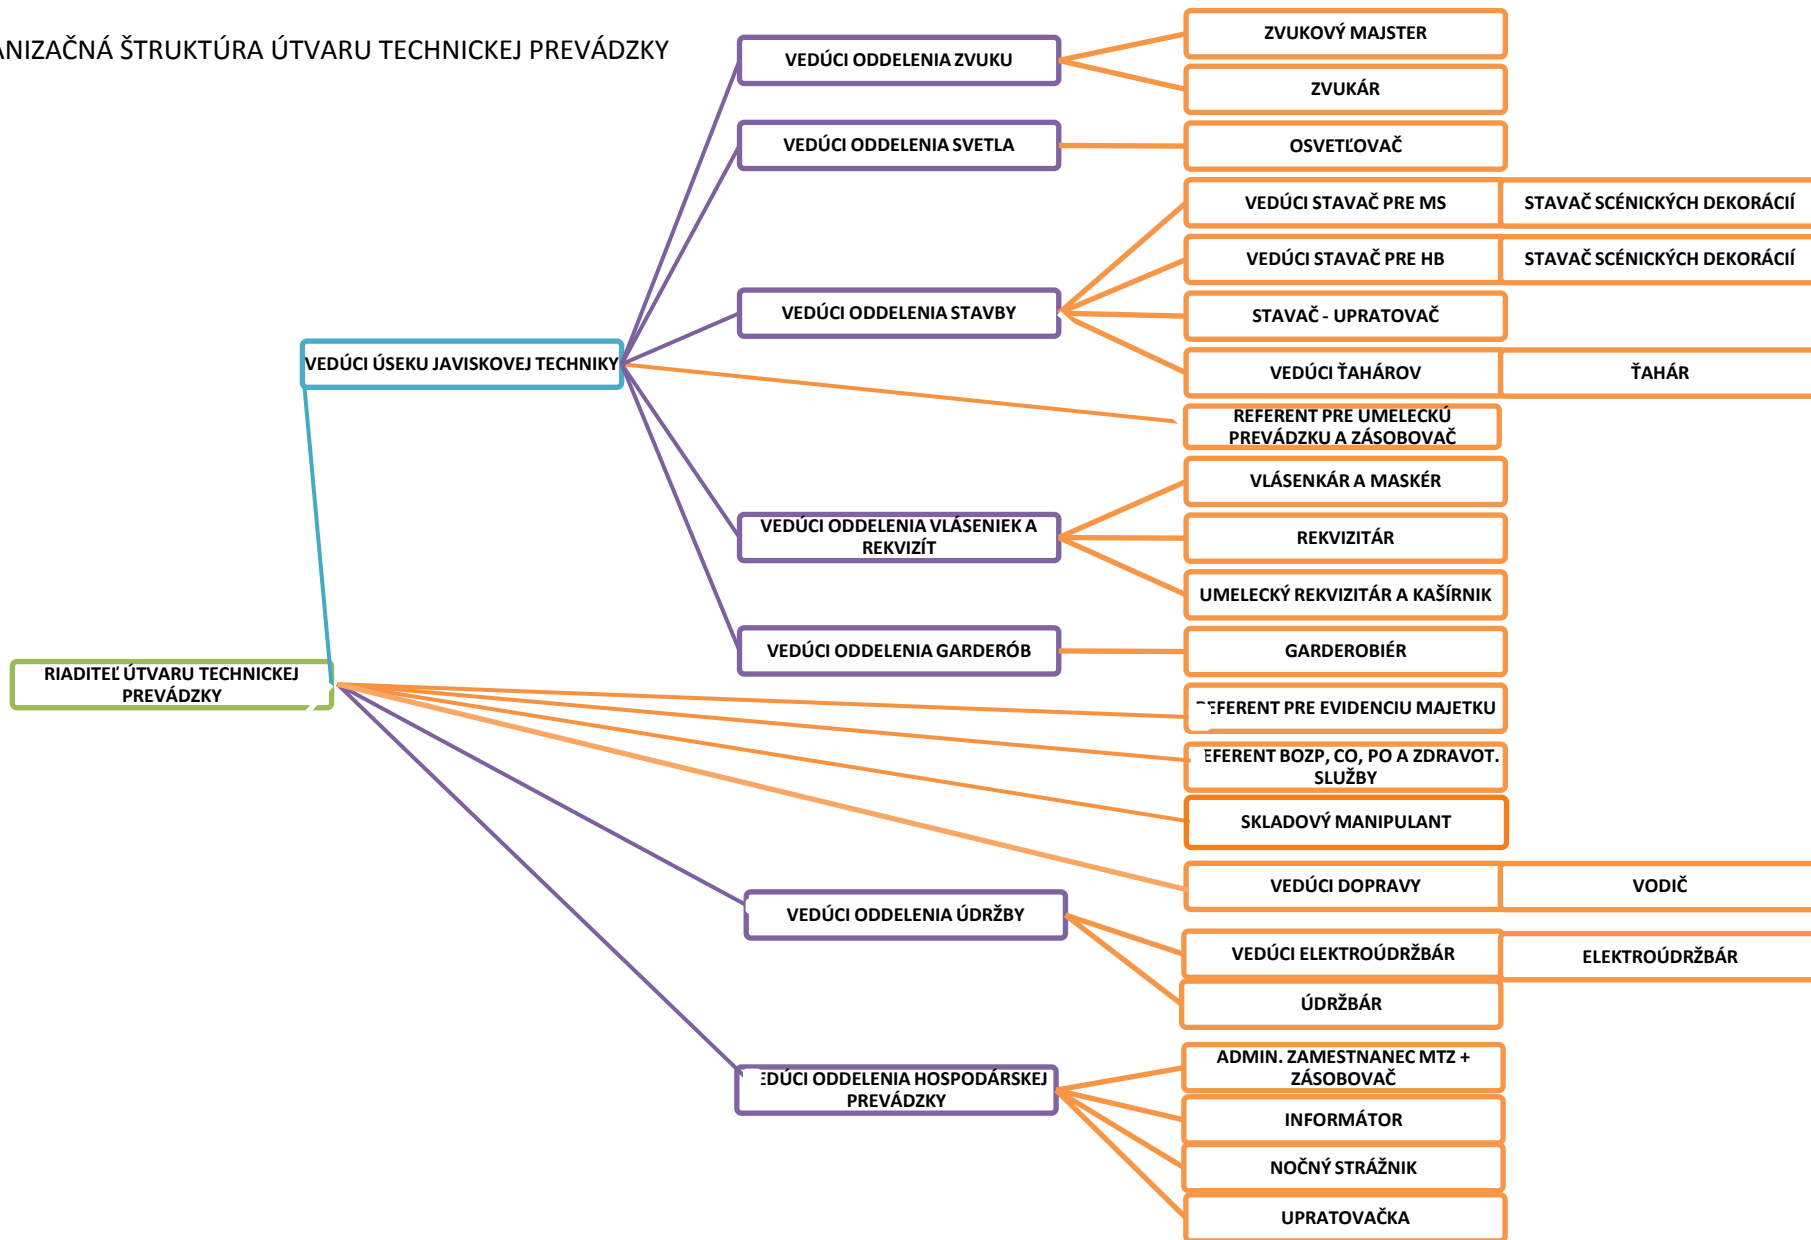 ANIZAČNÁ ŠTRUKTÚRA ÚTVARU TECHNICKEJ PREVÁDZKY
VEDÚCI ODDELENIA ZVUKU
ZVUKOVÝ MAJSTER
ZVUKÁR
VEDÚCI ODDELENIA SVETLA
OSVETĽOVAČ
VEDÚCI STAVAČ PRE MS
STAVAČ SCÉNICKÝCH DEKORÁCIÍ
VEDÚCI STAVAČ PRE HB
STAVAČ SCÉNICKÝCH DEKORÁCIÍ
VEDÚCI ODDELENIA STAVBY
STAVAČ - UPRATOVAČ
VEDÚCI ÚSEKU JAVISKOVEJ TECHNIKY
VEDÚCI ŤAHÁROV
ŤAHÁR
REFERENT PRE UMELECKÚ
PREVÁDZKU A ZÁSOBOVAČ
VLÁSENKÁR A MASKÉR
VEDÚCI ODDELENIA VLÁSENIEK A
REKVIZÍT
REKVIZITÁR
UMELECKÝ REKVIZITÁR A KAŠÍRNIK
VEDÚCI ODDELENIA GARDERÓB
GARDEROBIÉR
RIADITEĽ ÚTVARU TECHNICKEJ
PREVÁDZKY
REFERENT PRE EVIDENCIU MAJETKU
EFERENT BOZP, CO, PO A ZDRAVOT.
SLUŽBY
SKLADOVÝ MANIPULANT
VEDÚCI DOPRAVY
VODIČ
VEDÚCI ODDELENIA ÚDRŽBY
VEDÚCI ELEKTROÚDRŽBÁR
ELEKTROÚDRŽBÁR
ÚDRŽBÁR
VEDÚCI ODDELENIA HOSPODÁRSKEJ
PREVÁDZKY
ADMIN. ZAMESTNANEC MTZ +
ZÁSOBOVAČ
INFORMÁTOR
NOČNÝ STRÁŽNIK
UPRATOVAČKA